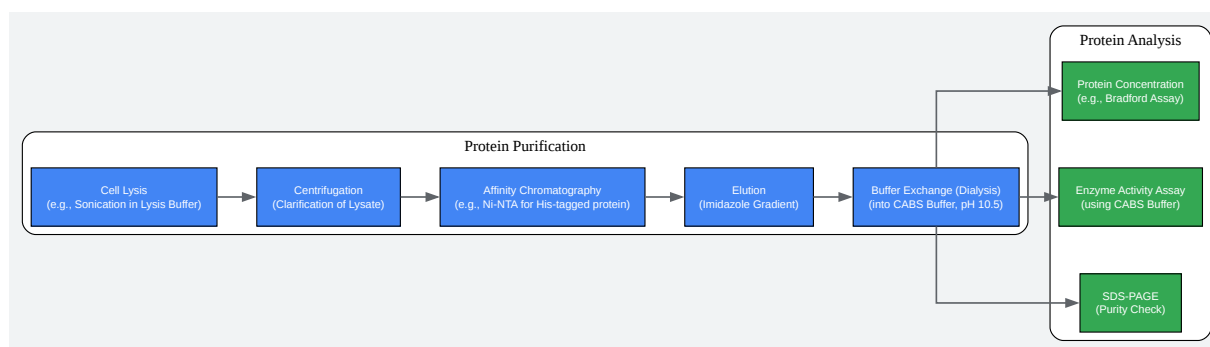 Protein Purification
Cell Lysis
(e.g., Sonication in Lysis Buffer)
Centrifugation
(Clarification of Lysate)
Affinity Chromatography
(e.g., Ni-NTA for His-tagged protein)
Elution
(Imidazole Gradient)
Buffer Exchange (Dialysis)
(into CABS Buffer, pH 10.5)
Protein Analysis
Protein Concentration
(e.g., Bradford Assay)
Enzyme Activity Assay
(using CABS Buffer)
SDS-PAGE
(Purity Check)